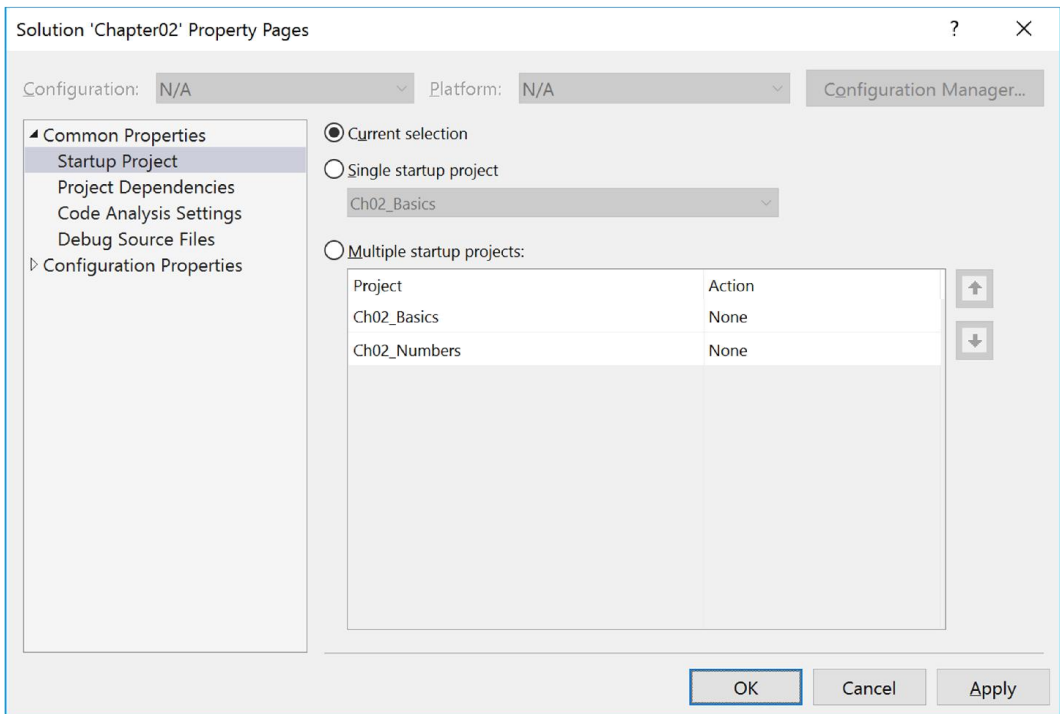 Solution 'Chapter02' Property Pages ?
Configuration: N/A Platform: N/A Configuration Manager...
Common Properties
Startup Project
Project Dependencies
Code Analysis Settings
Debug Source Files
Configuration Properties
Current selection
Single startup project
Ch02_Basics
Multiple startup projects:
Project Action
Ch02_Basics None
Ch02_Numbers None
OK Cancel Apply